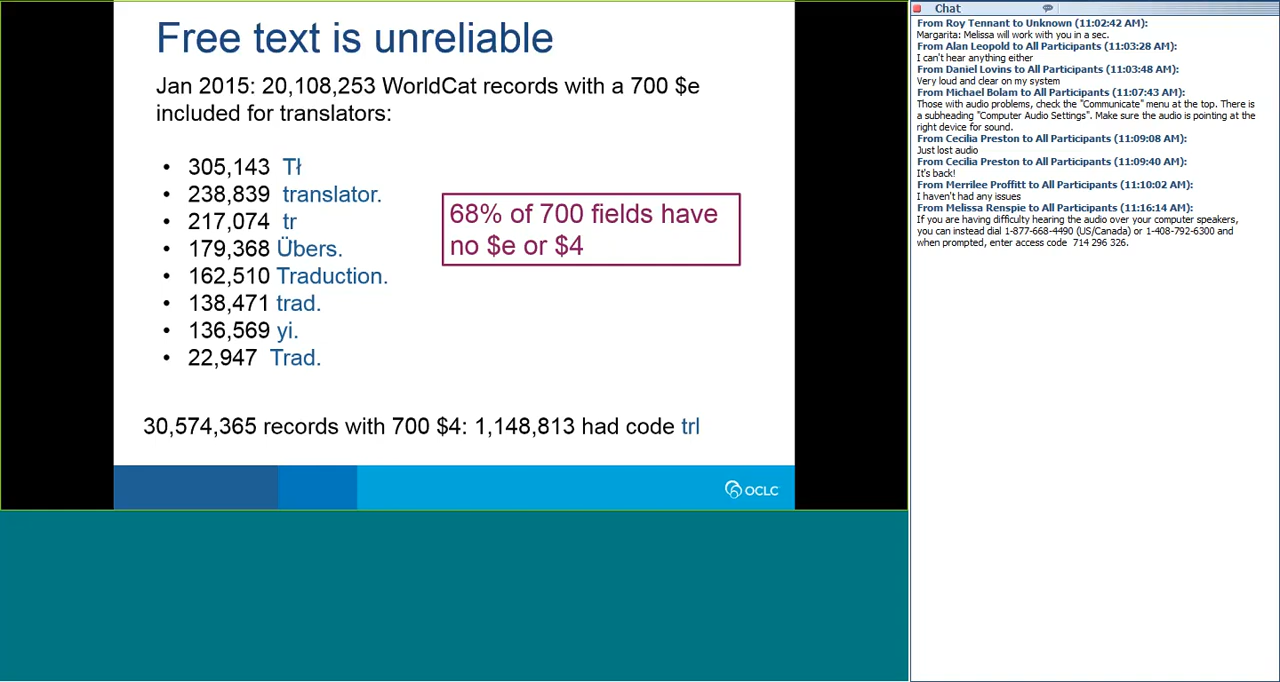 Free text is unreliable
Jan 2015: 20,108,253 WorldCat records with a 700 $e
included for translators:
• 305,143 Tł
• 238,839 translator.
• 217,074 tr
• 179,368 Übers.
• 162,510 Traduction.
• 138,471 trad.
• 136,569 yi.
• 22,947 Trad.
68% of 700 fields have
no $e or $4
30,574,365 records with 700 $4: 1,148,813 had code trl
OCLC
Chat
From Roy Tennant to Unknown (11:02:42 AM):
Margarita: Melissa will work with you in a sec.
From Alan Leopold to All Participants (11:03:28 AM):
I can't hear anything either
From Daniel Lovins to All Participants (11:03:48 AM):
Very loud and clear on my system
From Michael Bolam to All Participants (11:07:43 AM):
Those with audio problems, check the "Communicate" menu at the top. There is
a subheading "Computer Audio Settings". Make sure the audio is pointing at the
right device for sound.
From Cecilia Preston to All Participants (11:09:08 AM):
Just lost audio
From Cecilia Preston to All Participants (11:09:40 AM):
It's back!
From Merrilee Proffitt to All Participants (11:10:02 AM):
I haven't had any issues
From Melissa Renspie to All Participants (11:16:14 AM):
If you are having difficulty hearing the audio over your computer speakers,
you can instead dial 1-877-668-4490 (US/Canada) or 1-408-792-6300 and
when prompted, enter access code 714 296 326.